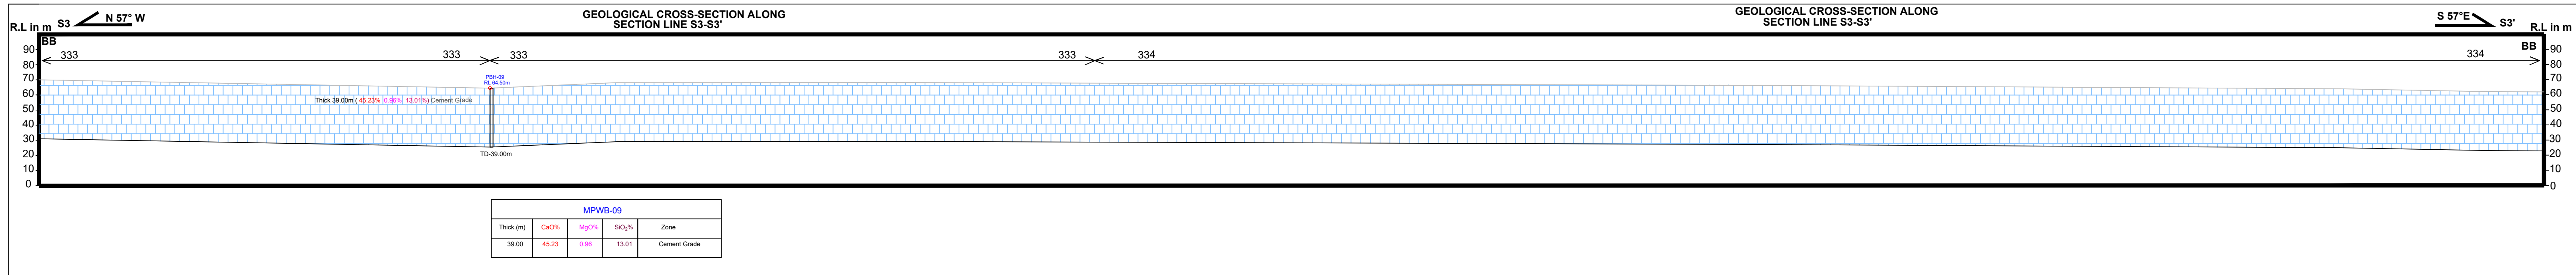 GEOLOGICAL CROSS-SECTION ALONG
SECTION LINE S3-S3'
GEOLOGICAL CROSS-SECTION ALONG
SECTION LINE S3-S3'
S3 N 57° W
S 57°E S3'
R.L in m
R.L in m
BB
BB
333 333 333 333 334 334
90
80
70
60
50
40
30
20
10
0
PBH-09
RL 64.50m
Thick 39.00m ( 45.23% 0.96% 13.01%) Cement Grade
TD-39.00m
90
80
70
60
50
40
30
20
10
0
MPWB-09
Thick.(m) CaO% MgO% SiO₂% Zone
39.00 45.23 0.96 13.01 Cement Grade